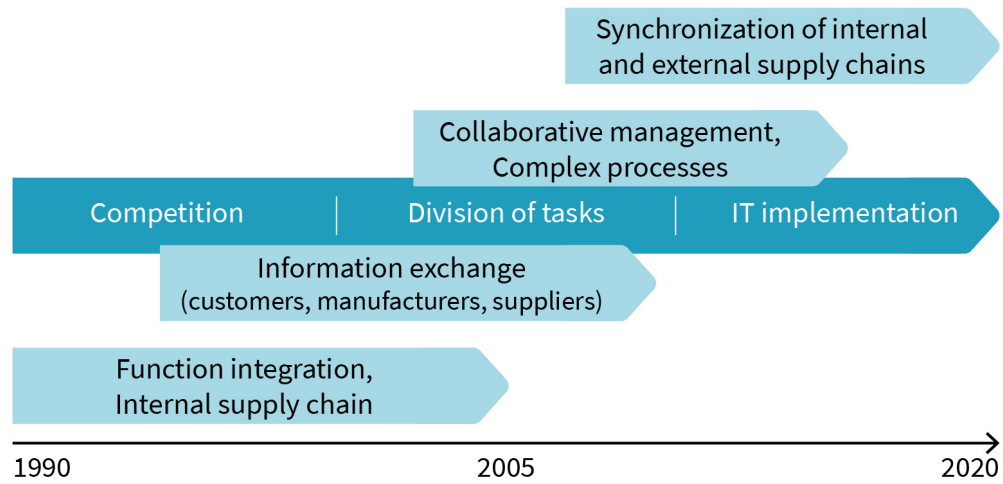 Synchronization of internal
and external supply chains
Collaborative management,
Complex processes
Competition
Division of tasks
IT implementation
Information exchange
(customers, manufacturers, suppliers)
Function integration,
Internal supply chain
1990
2005
2020